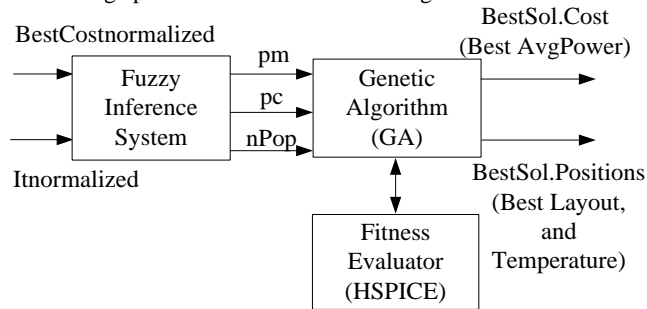 BestCostnormalized
Itnormalized
Fuzzy
Inference
System
pm
pc
nPop
Genetic
Algorithm
(GA)
Fitness
Evaluator
(HSPICE)
BestSol.Cost
(Best AvgPower)
BestSol.Positions
(Best Layout,
and
Temperature)